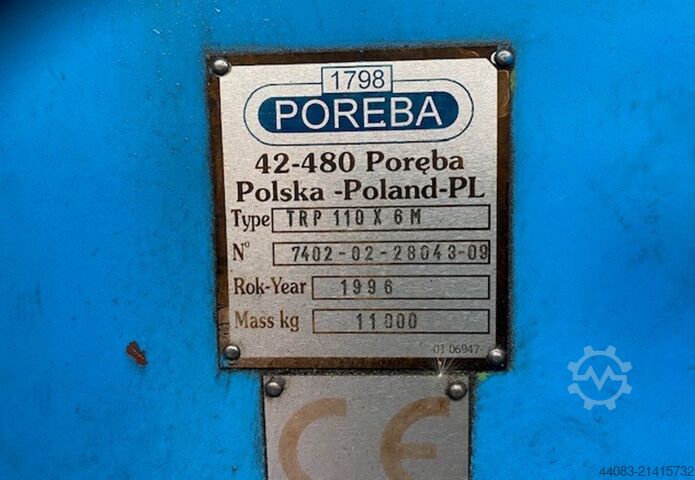 1798
PORĘBA
42-480 Poręba
Polska -Poland-PL
Type TRP 110 X 6 M
N° 7402-02-28043-09
Rok-Year 1996
Mass kg 11000
01 06947
CE
44083-21415732